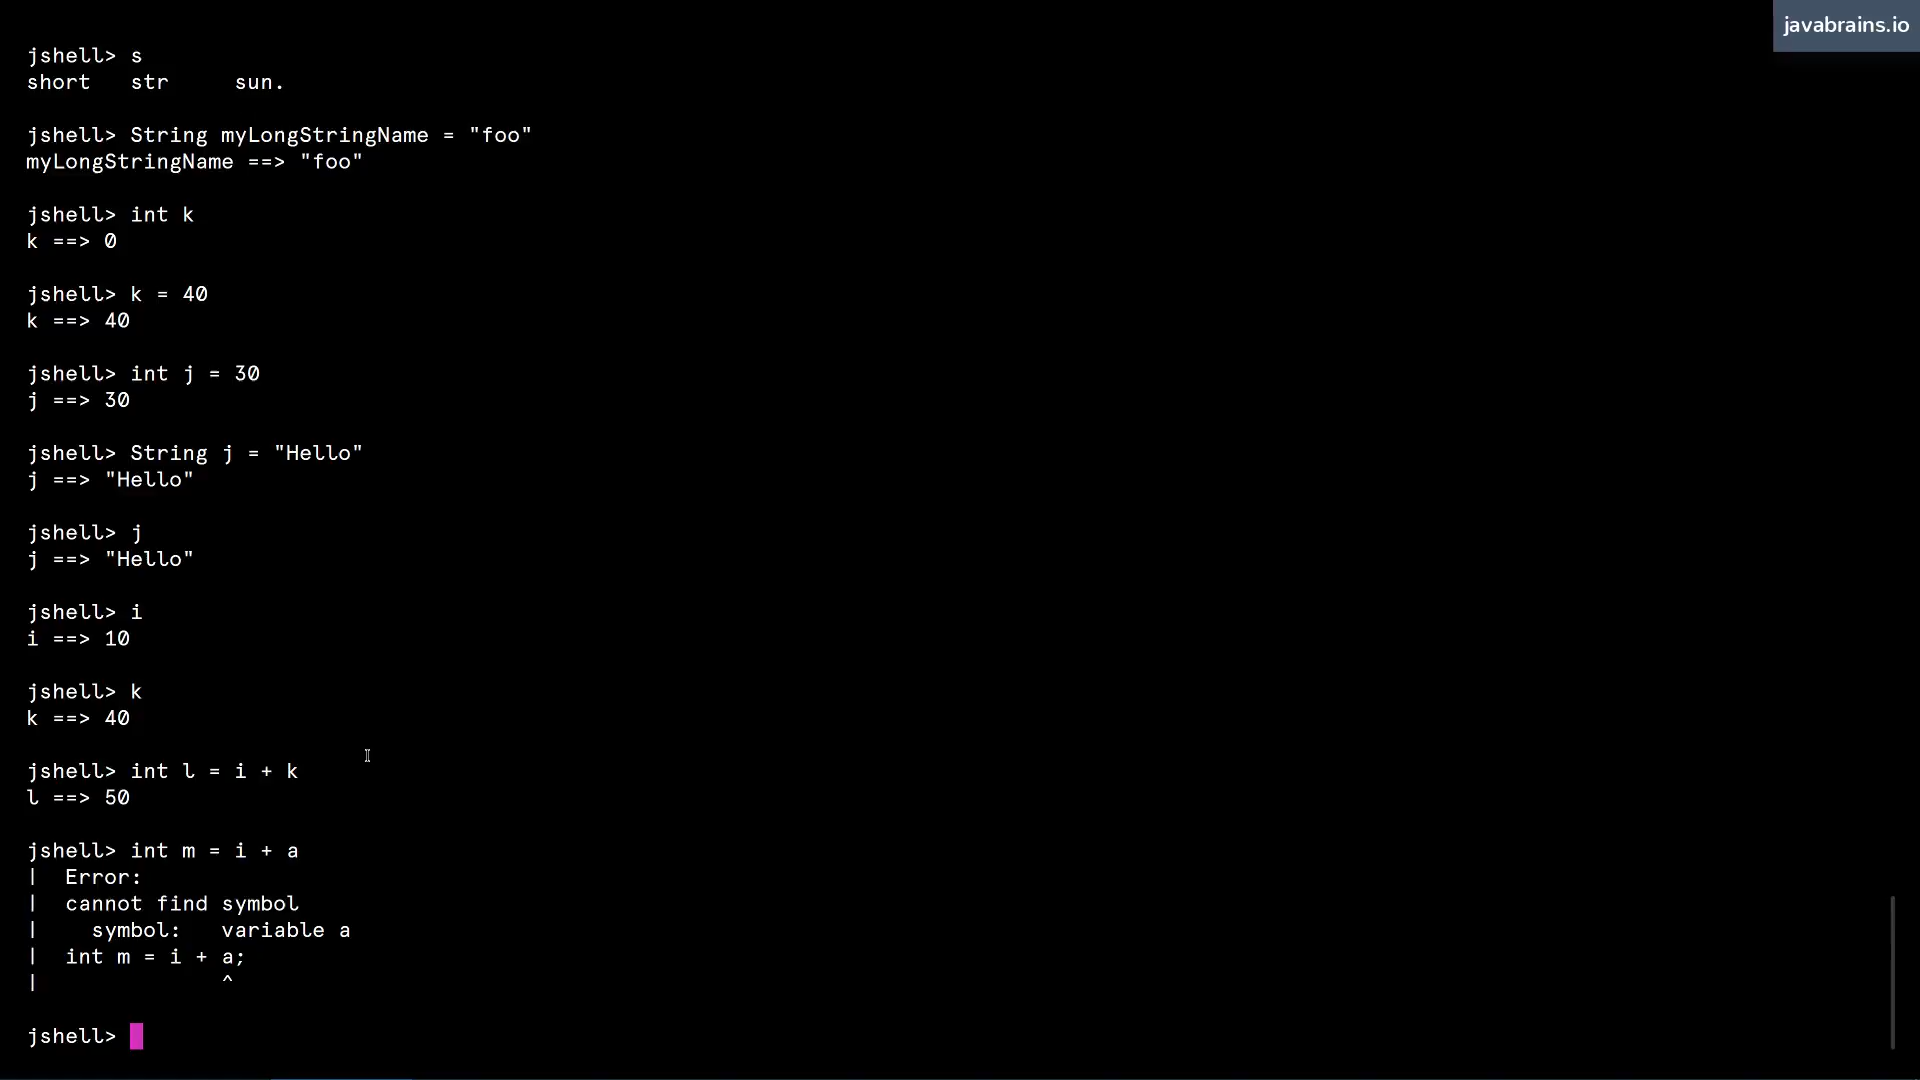 javabrains.io
jshell> s
short   str     sun.
jshell> String myLongStringName = "foo"
myLongStringName ==> "foo"
jshell> int k
k ==> 0
jshell> k = 40
k ==> 40
jshell> int j = 30
j ==> 30
jshell> String j = "Hello"
j ==> "Hello"
jshell> j
j ==> "Hello"
jshell> i
i ==> 10
jshell> k
k ==> 40
jshell> int l = i + k
l ==> 50
jshell> int m = i + a
|  Error:
|  cannot find symbol
|    symbol:   variable a
|  int m = i + a;
|              ^
jshell>